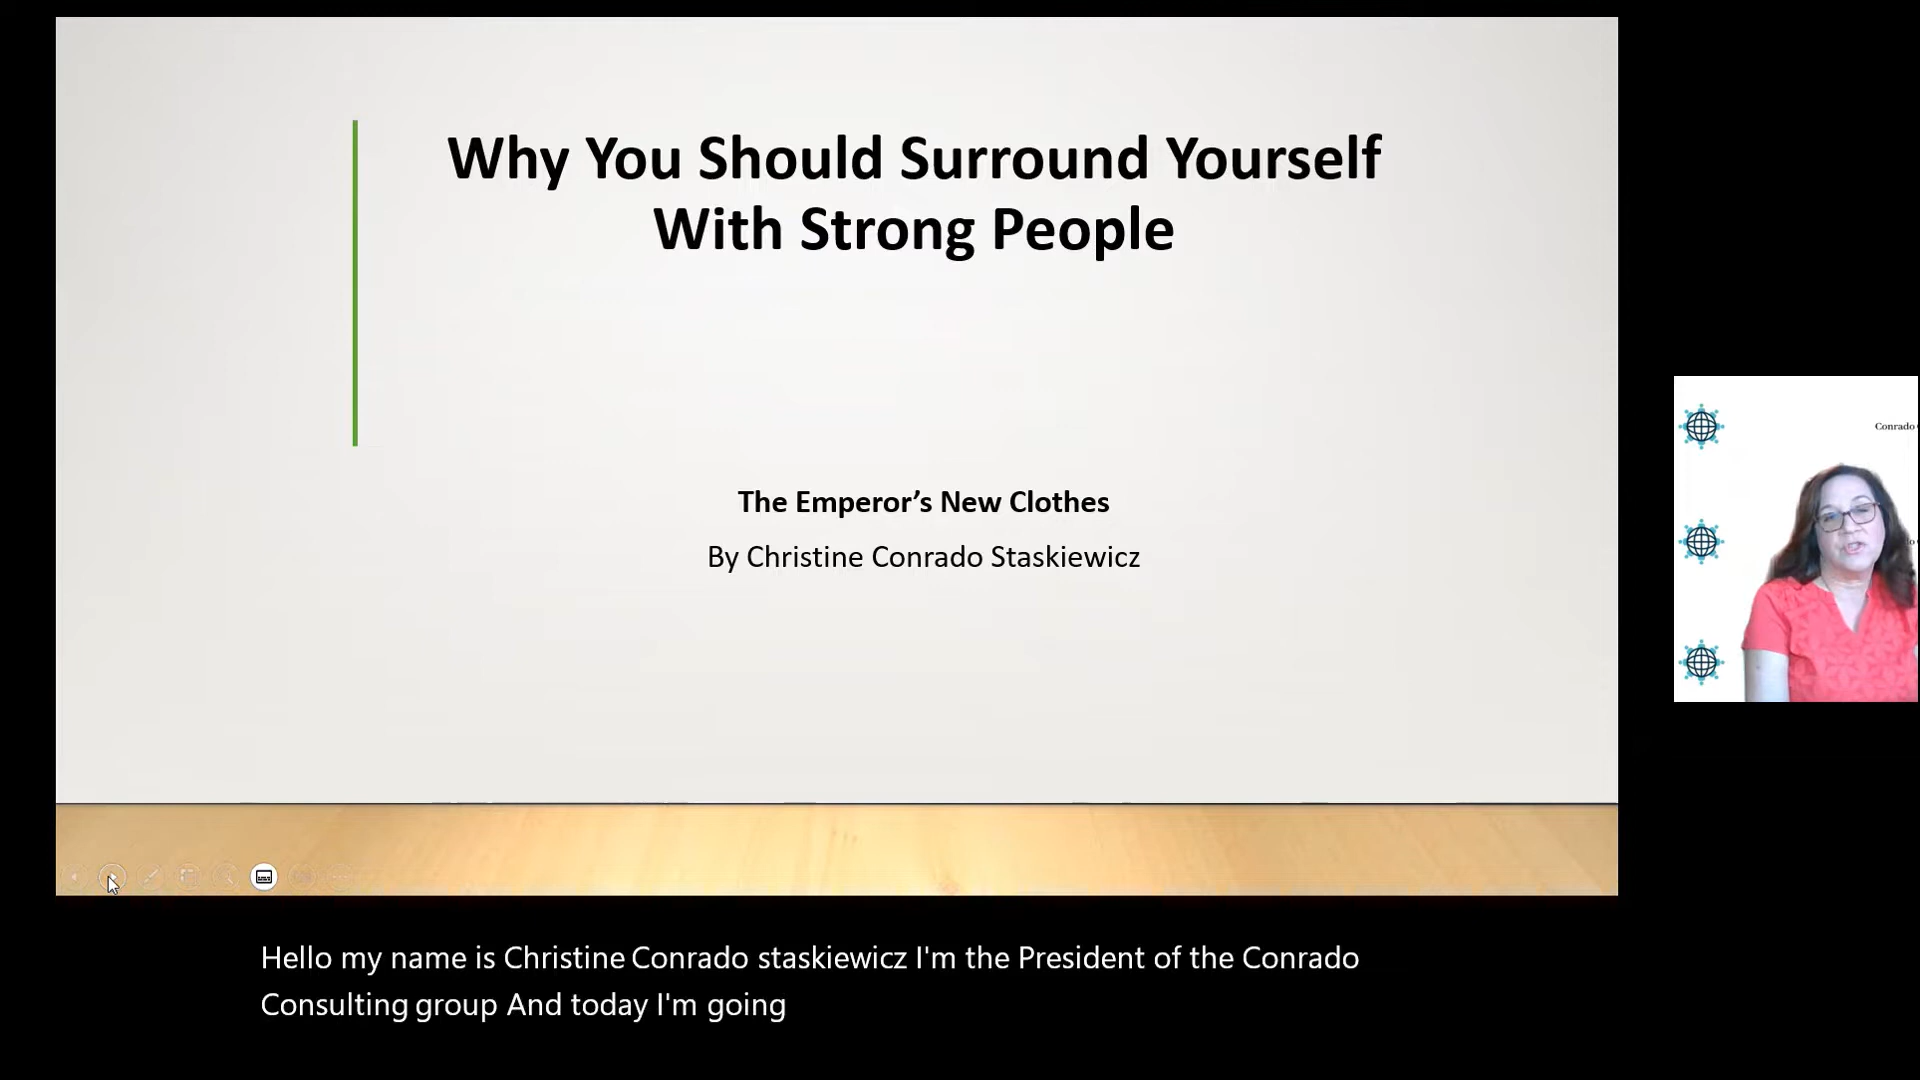 Why You Should Surround Yourself
With Strong People
The Emperor’s New Clothes
By Christine Conrado Staskiewicz
Conrado
Hello my name is Christine Conrado staskiewicz I'm the President of the Conrado
Consulting group And today I'm going